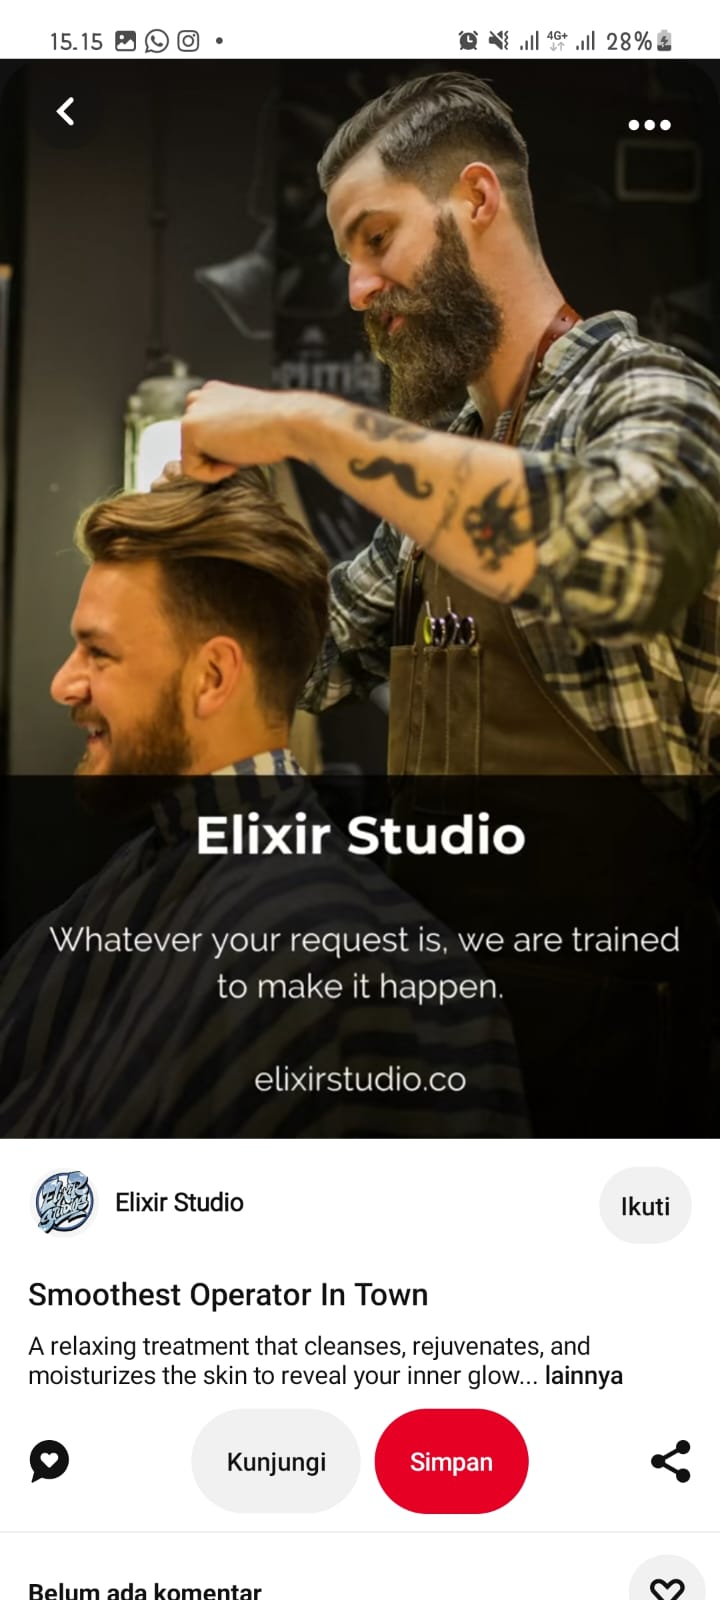 15.15
4G+
28%
Elixir Studio
Whatever your request is, we are trained
to make it happen.
elixirstudio.co
Elixir Studio
Ikuti
Smoothest Operator In Town
A relaxing treatment that cleanses, rejuvenates, and
moisturizes the skin to reveal your inner glow... lainnya
Kunjungi
Simpan
Belum ada komentar